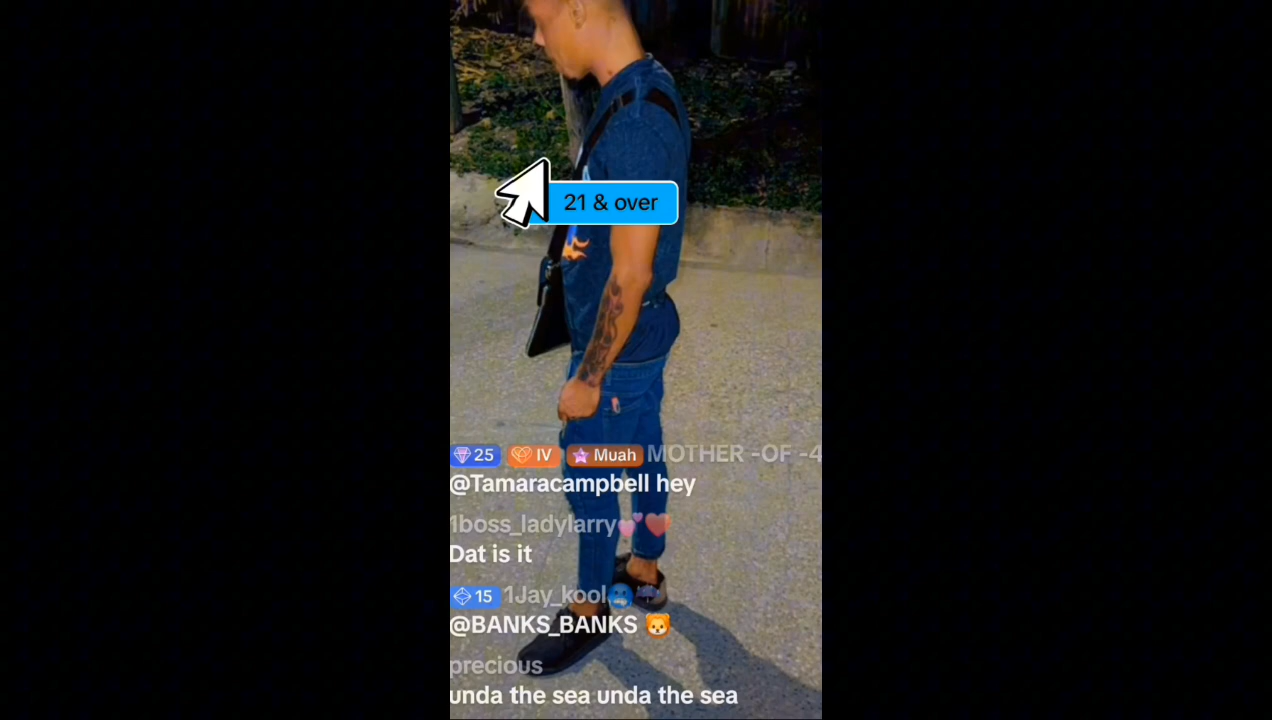 21 & over
25 IV Muah MOTHER -OF -4
@Tamaracampbell hey
1boss_ladylarry💕❤️
Dat is it
15 1Jay_kool🥶🦇
@BANKS_BANKS 🐹
precious
unda the sea unda the sea